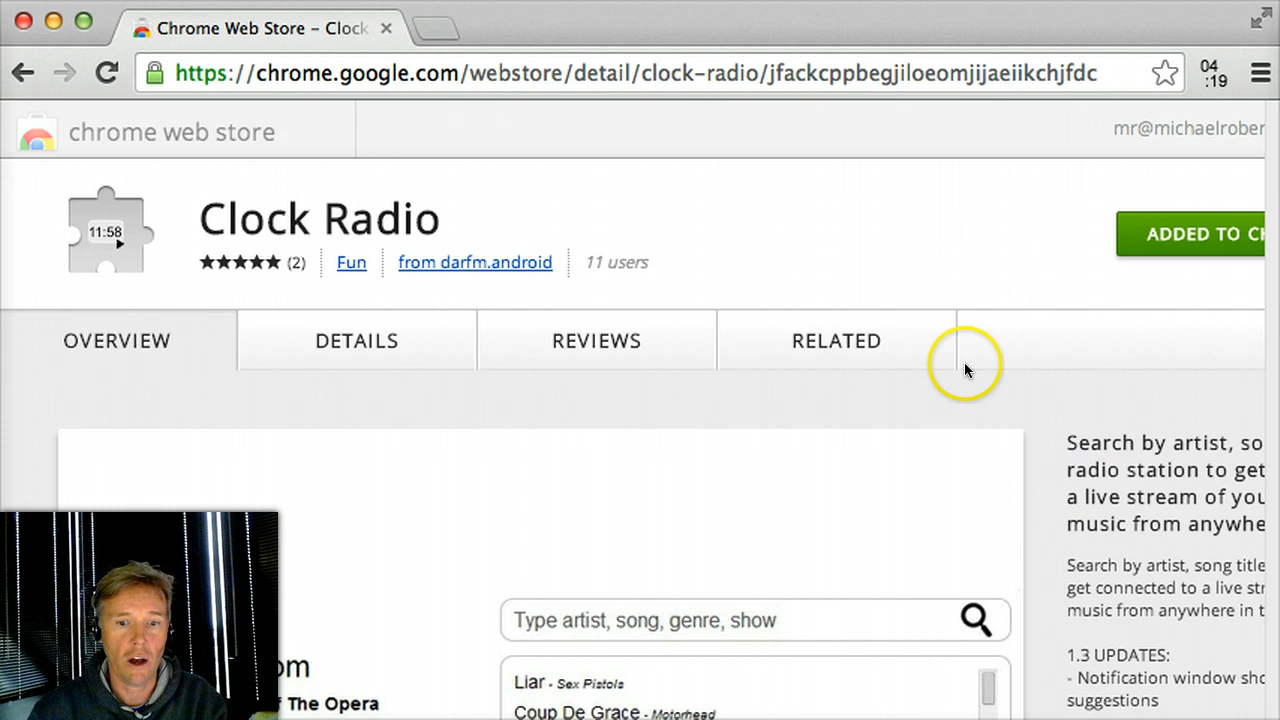 Chrome Web Store – Clock
https://chrome.google.com/webstore/detail/clock-radio/jfackcppbegjiloeomjijaeiikchjfdc
04
:19
chrome web store
mr@michaelrober
11:58
Clock Radio
(2)
Fun
from darfm.android
11 users
ADDED TO CH
OVERVIEW
DETAILS
REVIEWS
RELATED
Search by artist, so
radio station to get
a live stream of you
music from anywhe
Search by artist, song title
get connected to a live str
music from anywhere in t
1.3 UPDATES:
- Notification window sho
suggestions
Type artist, song, genre, show
Liar - Sex Pistols
Coup De Grace - Motorhead
om
The Opera